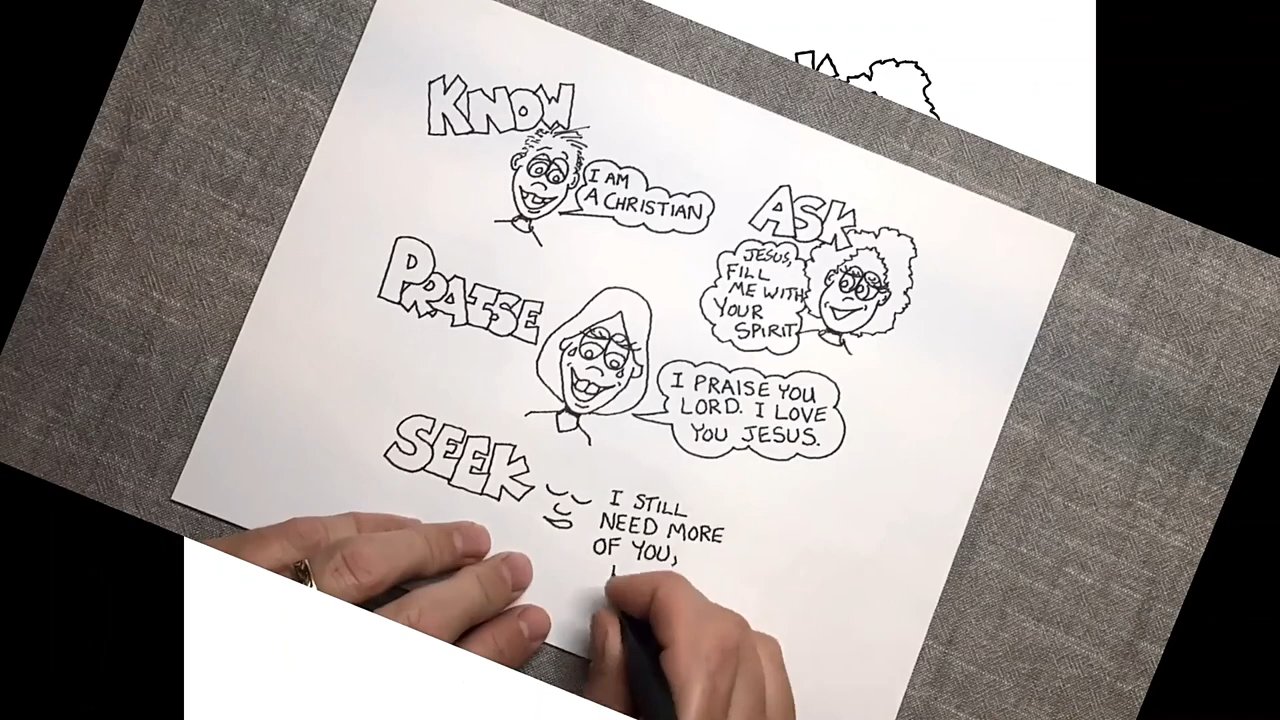 KNOW
I AM
A CHRISTIAN
ASK
JESUS,
FILL
ME WITH
YOUR
SPIRIT
PRAISE
I PRAISE YOU
LORD. I LOVE
YOU JESUS.
SEEK
I STILL
NEED MORE
OF YOU,